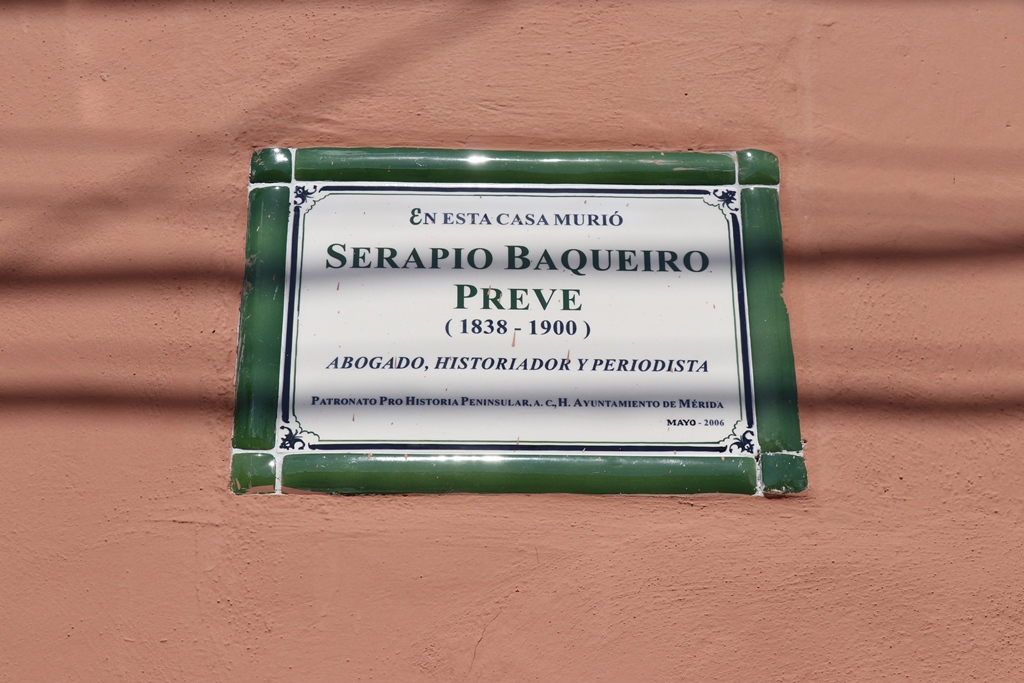 EN ESTA CASA MURIÓ
SERAPIO BAQUEIRO
PREVE
( 1838 - 1900 )
ABOGADO, HISTORIADOR Y PERIODISTA
PATRONATO PRO HISTORIA PENINSULAR, A. C., H. AYUNTAMIENTO DE MÉRIDA
MAYO - 2006